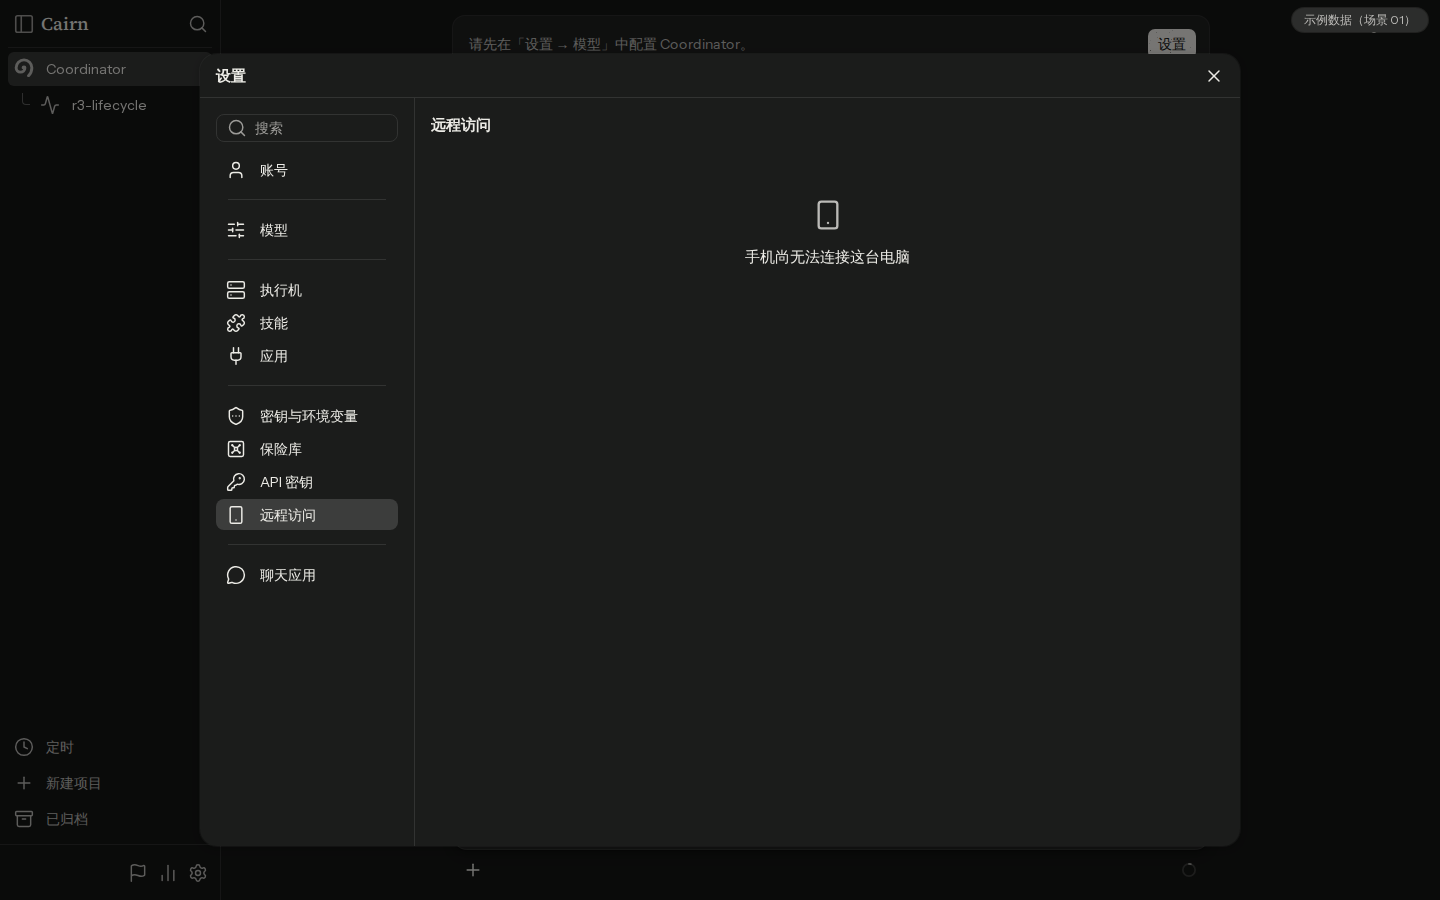 Cairn
示例数据（场景 01）
请先在「设置 → 模型」中配置 Coordinator。
设置
Coordinator
r3-lifecycle
设置
搜索
远程访问
账号
模型
手机尚无法连接这台电脑
执行机
技能
应用
密钥与环境变量
保险库
API 密钥
远程访问
聊天应用
定时
新建项目
已归档